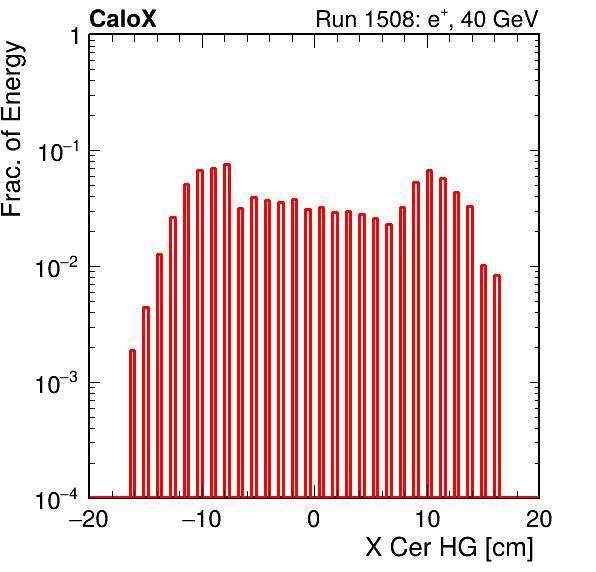 CaloX Run 1508: e⁺, 40 GeV
Frac. of Energy
1
10⁻¹
10⁻²
10⁻³
10⁻⁴
−20 −10 0 10 20
X Cer HG [cm]